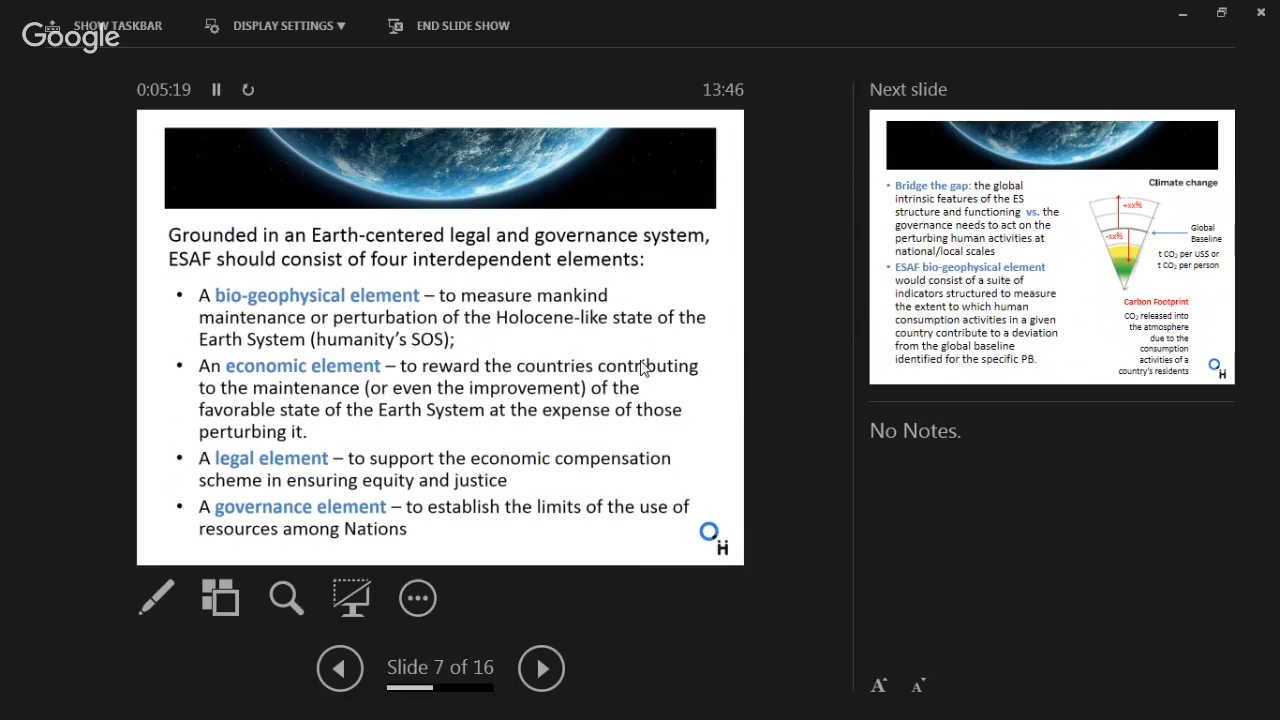 SHOW TASKBAR
DISPLAY SETTINGS ▼
END SLIDE SHOW
Google
0:05:19
13:46
Grounded in an Earth-centered legal and governance system,
ESAF should consist of four interdependent elements:
• A bio-geophysical element – to measure mankind
maintenance or perturbation of the Holocene-like state of the
Earth System (humanity's SOS);
• An economic element – to reward the countries contributing
to the maintenance (or even the improvement) of the
favorable state of the Earth System at the expense of those
perturbing it.
• A legal element – to support the economic compensation
scheme in ensuring equity and justice
• A governance element – to establish the limits of the use of
resources among Nations
H
Slide 7 of 16
Next slide
• Bridge the gap: the global
intrinsic features of the ES
structure and functioning vs. the
governance needs to act on the
perturbing human activities at
national/local scales
• ESAF bio-geophysical element
would consist of a suite of
indicators structured to measure
the extent to which human
consumption activities in a given
country contribute to a deviation
from the global baseline
identified for the specific PB.
Climate change
+xx%
-xx%
Global
Baseline
t CO₂ per US$ or
t CO₂ per person
Carbon Footprint
CO₂ released into
the atmosphere
due to the
consumption
activities of a
country's residents
H
No Notes.
A A